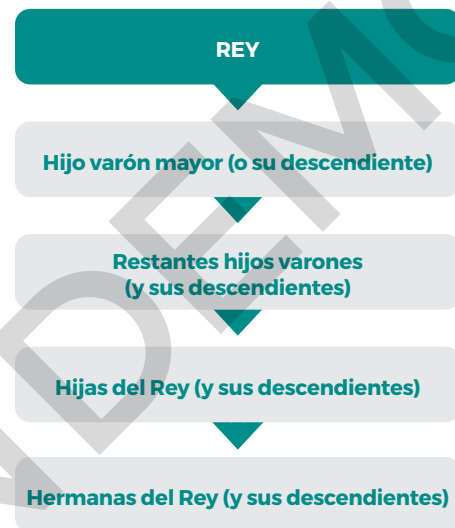 REY
Hijo varón mayor (o su descendiente)
Restantes hijos varones
(y sus descendientes)
Hijas del Rey (y sus descendientes)
Hermanas del Rey (y sus descendientes)